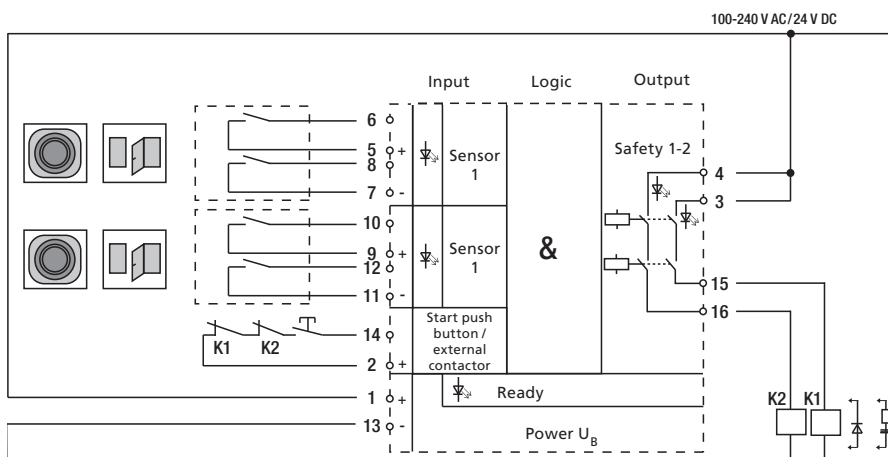 100-240 V AC/24 V DC
Input
Logic
Output
6
5
+
8
7
-
Sensor
1
Safety 1-2
4
3
10
9
+
12
11
-
Sensor
1
&
15
16
14
2
+
K1
K2
Start push
button /
external
contactor
1
+
Ready
13
-
Power UB
K2
K1